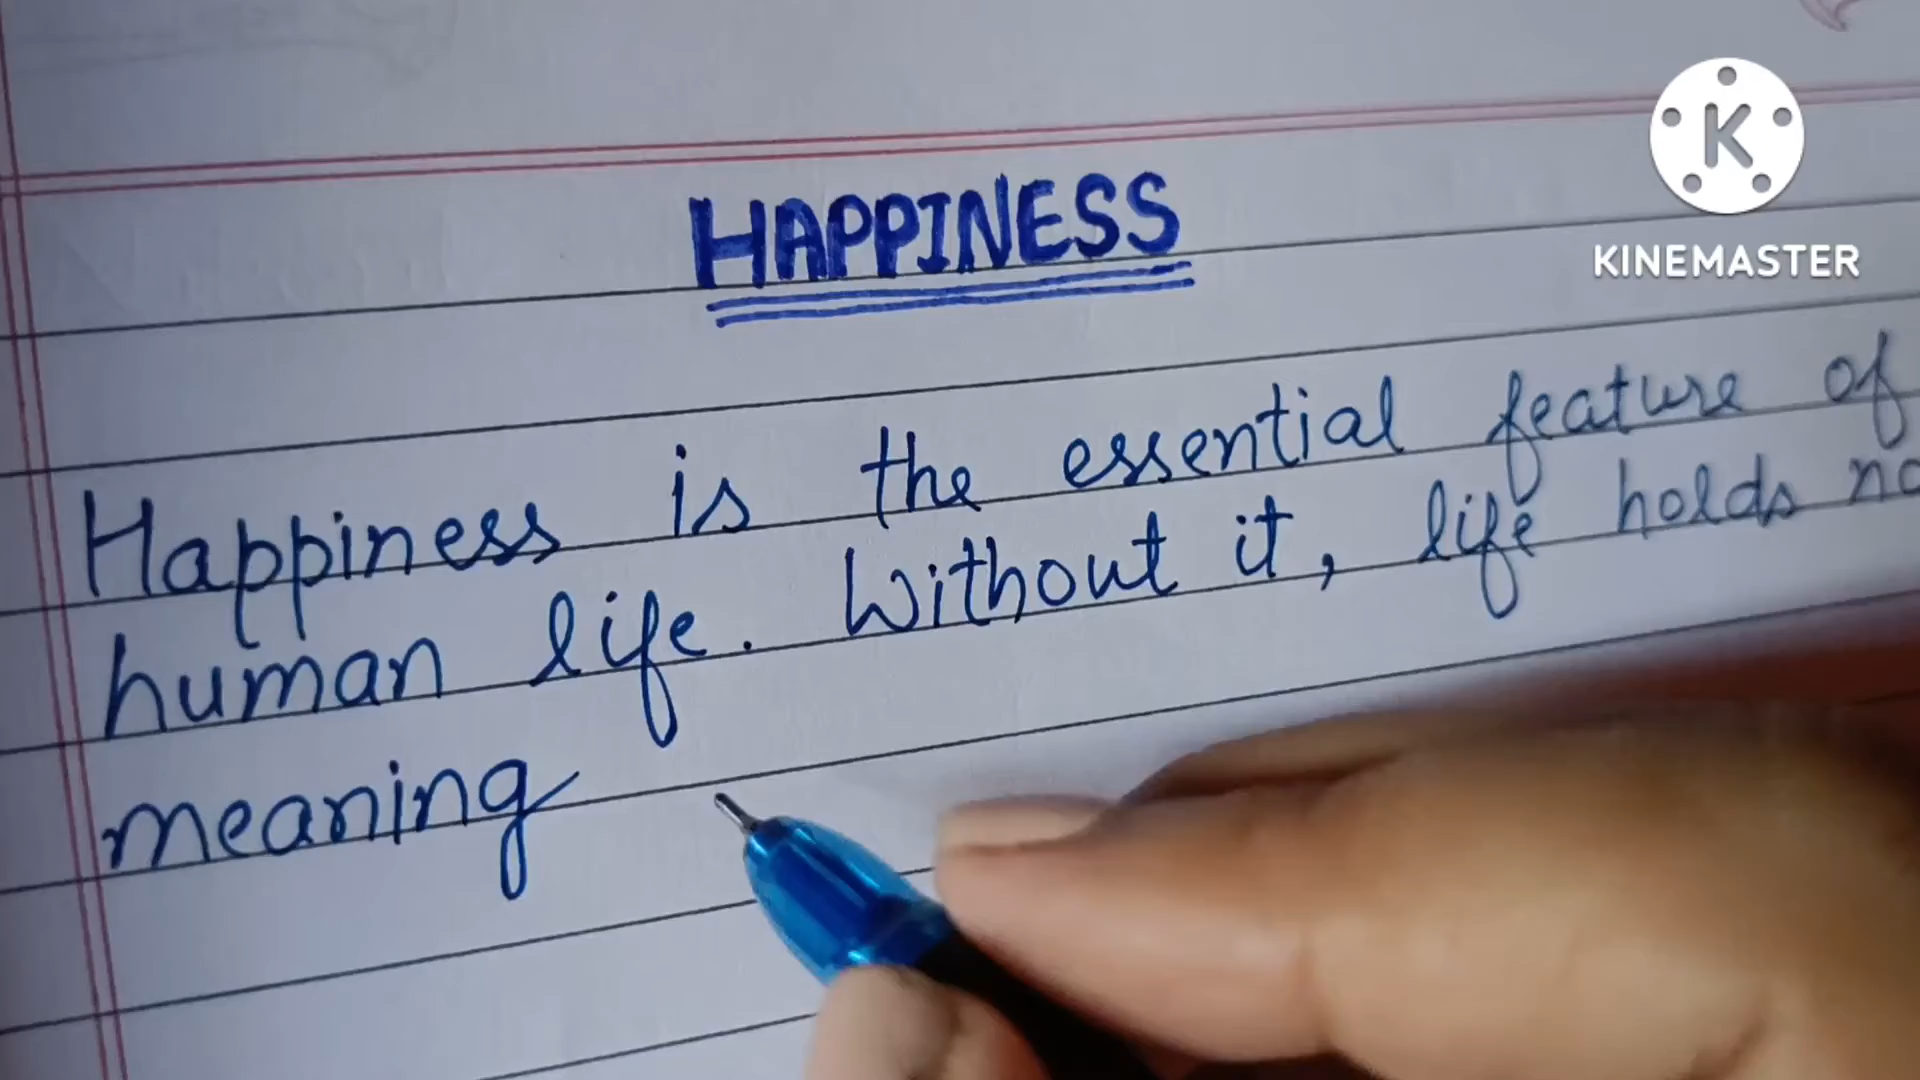 KINEMASTER
HAPPINESS
Happiness is the essential feature of
human life. Without it, life holds no
meaning